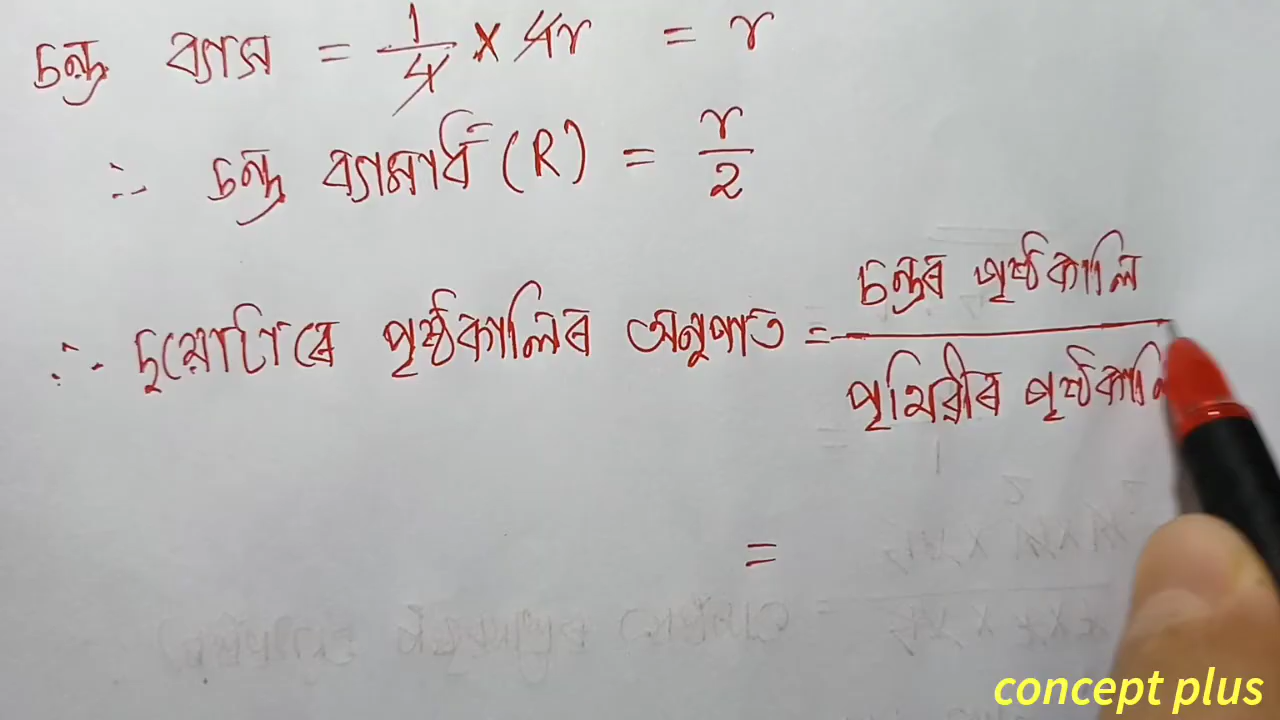 চন্দ্ৰ ব্যাস = 1/4 × 4r = r
∴ চন্দ্ৰ ব্যাসাৰ্ধ (R) = r/2
∴ দুয়োটাৰে পৃষ্ঠকালিৰ অনুপাত = চন্দ্ৰৰ পৃষ্ঠকালি / পৃথিৱীৰ পৃষ্ঠকালি
=
concept plus